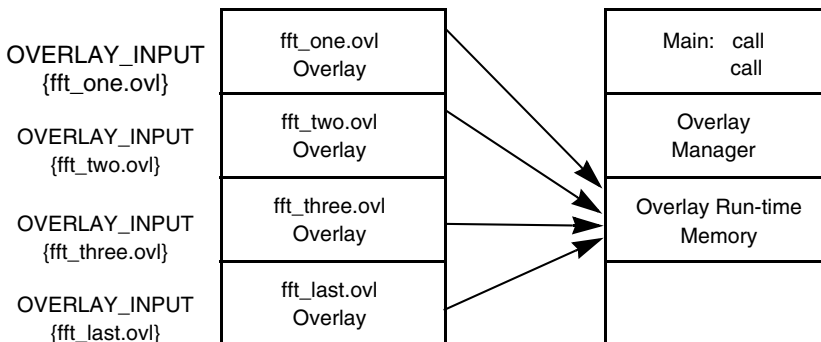 OVERLAY_INPUT
{fft_one.ovl}
OVERLAY_INPUT
{fft_two.ovl}
OVERLAY_INPUT
{fft_three.ovl}
OVERLAY_INPUT
{fft_last.ovl}
fft_one.ovl
Overlay
fft_two.ovl
Overlay
fft_three.ovl
Overlay
fft_last.ovl
Overlay
Main: call
call
Overlay
Manager
Overlay Run-time
Memory